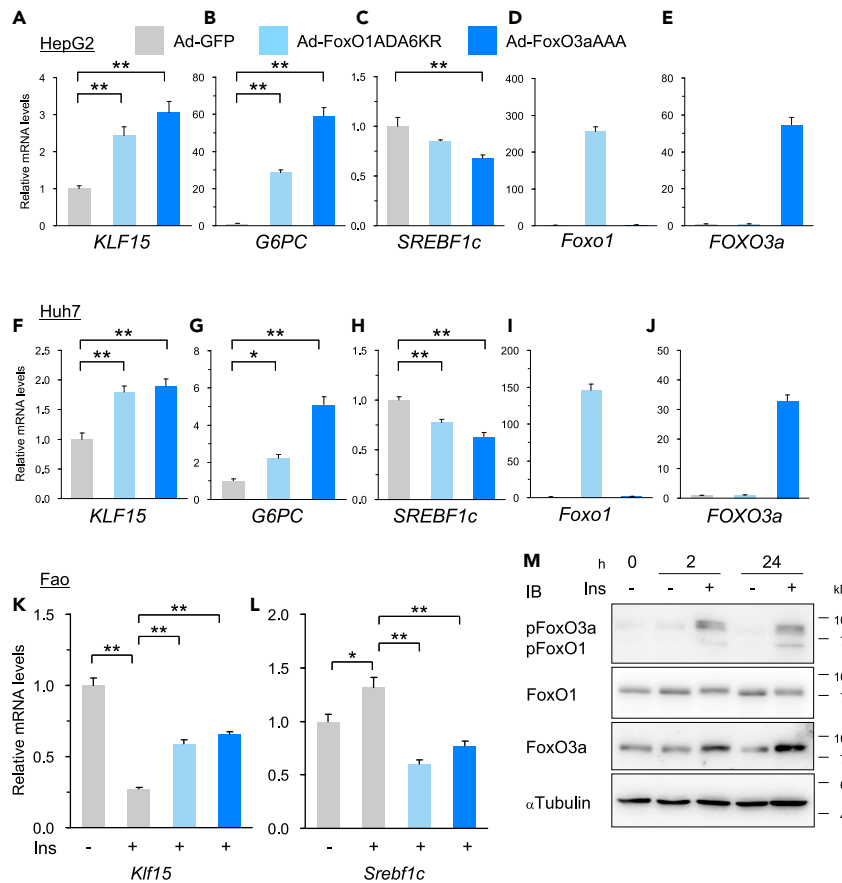 A B C D E
HepG2 Ad-GFP Ad-FoxO1ADA6KR Ad-FoxO3aAAA
** ** ** ** **
Relative mRNA levels
4 3 2 1 0
80 60 40 20 0
1.5 1.0 0.5 0.0
300 200 100 0
80 60 40 20 0
KLF15 G6PC SREBF1c Foxo1 FOXO3a
Huh7
F G H I J
** ** ** * ** **
Relative mRNA levels
2.5 2.0 1.5 1.0 0.5 0.0
8 6 4 2 0
1.5 1.0 0.5 0.0
200 150 100 50 0
50 40 30 20 10 0
KLF15 G6PC SREBF1c Foxo1 FOXO3a
Fao
K L
** ** ** * ** **
Relative mRNA levels
1.5 1.0 0.5 0.0
2.0 1.5 1.0 0.5 0.0
Ins - + + + - + + +
Klf15 Srebf1c
M h 0 2 24
IB Ins - - + - +
pFoxO3a
pFoxO1
FoxO1
FoxO3a
αTubulin